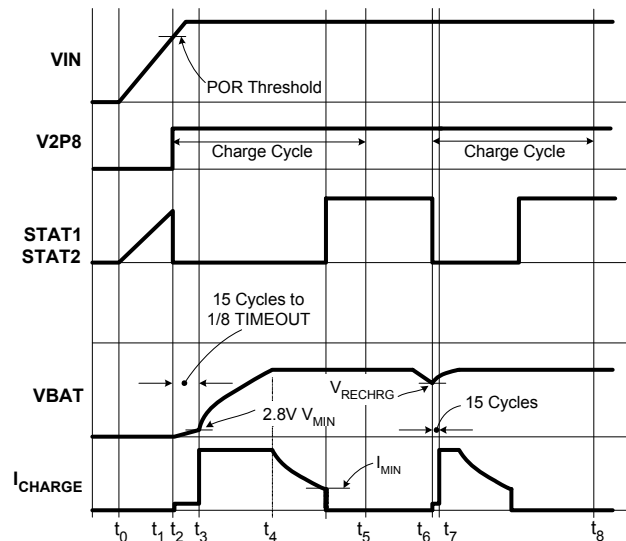 VIN
POR Threshold
V2P8
Charge Cycle
Charge Cycle
STAT1
STAT2
15 Cycles to
1/8 TIMEOUT
VBAT
VRECHRG
2.8V VMIN
15 Cycles
ICHARGE
IMIN
t0 t1 t2 t3 t4 t5 t6 t7 t8